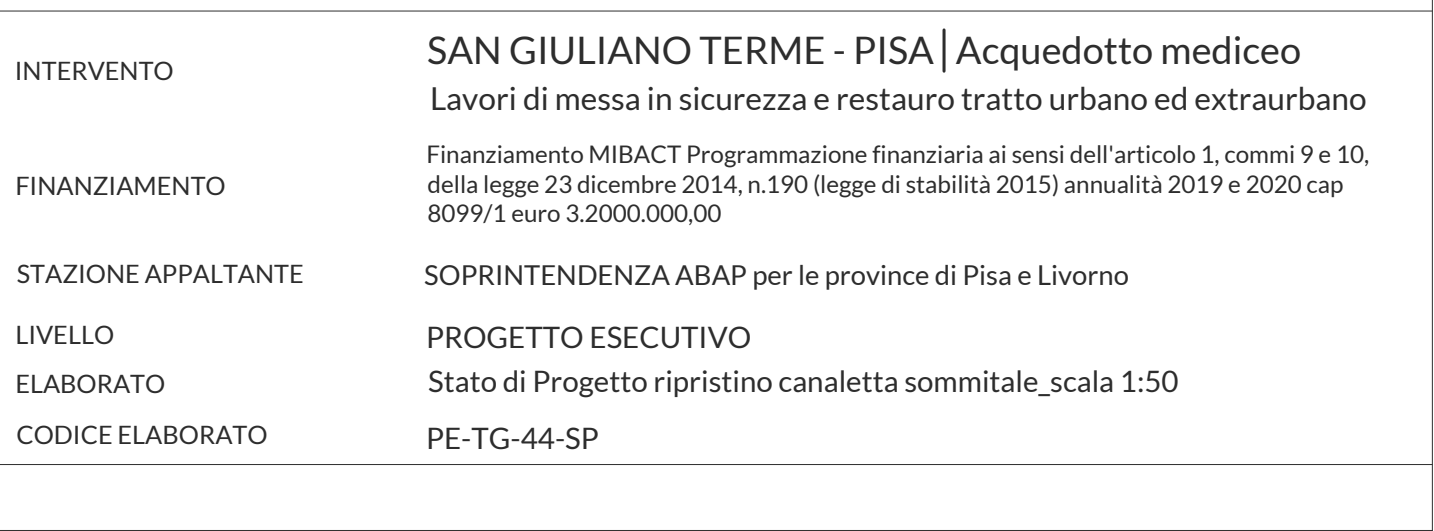 INTERVENTO
SAN GIULIANO TERME - PISA|Acquedotto mediceo
Lavori di messa in sicurezza e restauro tratto urbano ed extraurbano
FINANZIAMENTO
Finanziamento MIBACT Programmazione finanziaria ai sensi dell'articolo 1, commi 9 e 10,
della legge 23 dicembre 2014, n.190 (legge di stabilità 2015) annualità 2019 e 2020 cap
8099/1 euro 3.2000.000,00
STAZIONE APPALTANTE
SOPRINTENDENZA ABAP per le province di Pisa e Livorno
LIVELLO
PROGETTO ESECUTIVO
ELABORATO
Stato di Progetto ripristino canaletta sommitale_scala 1:50
CODICE ELABORATO
PE-TG-44-SP